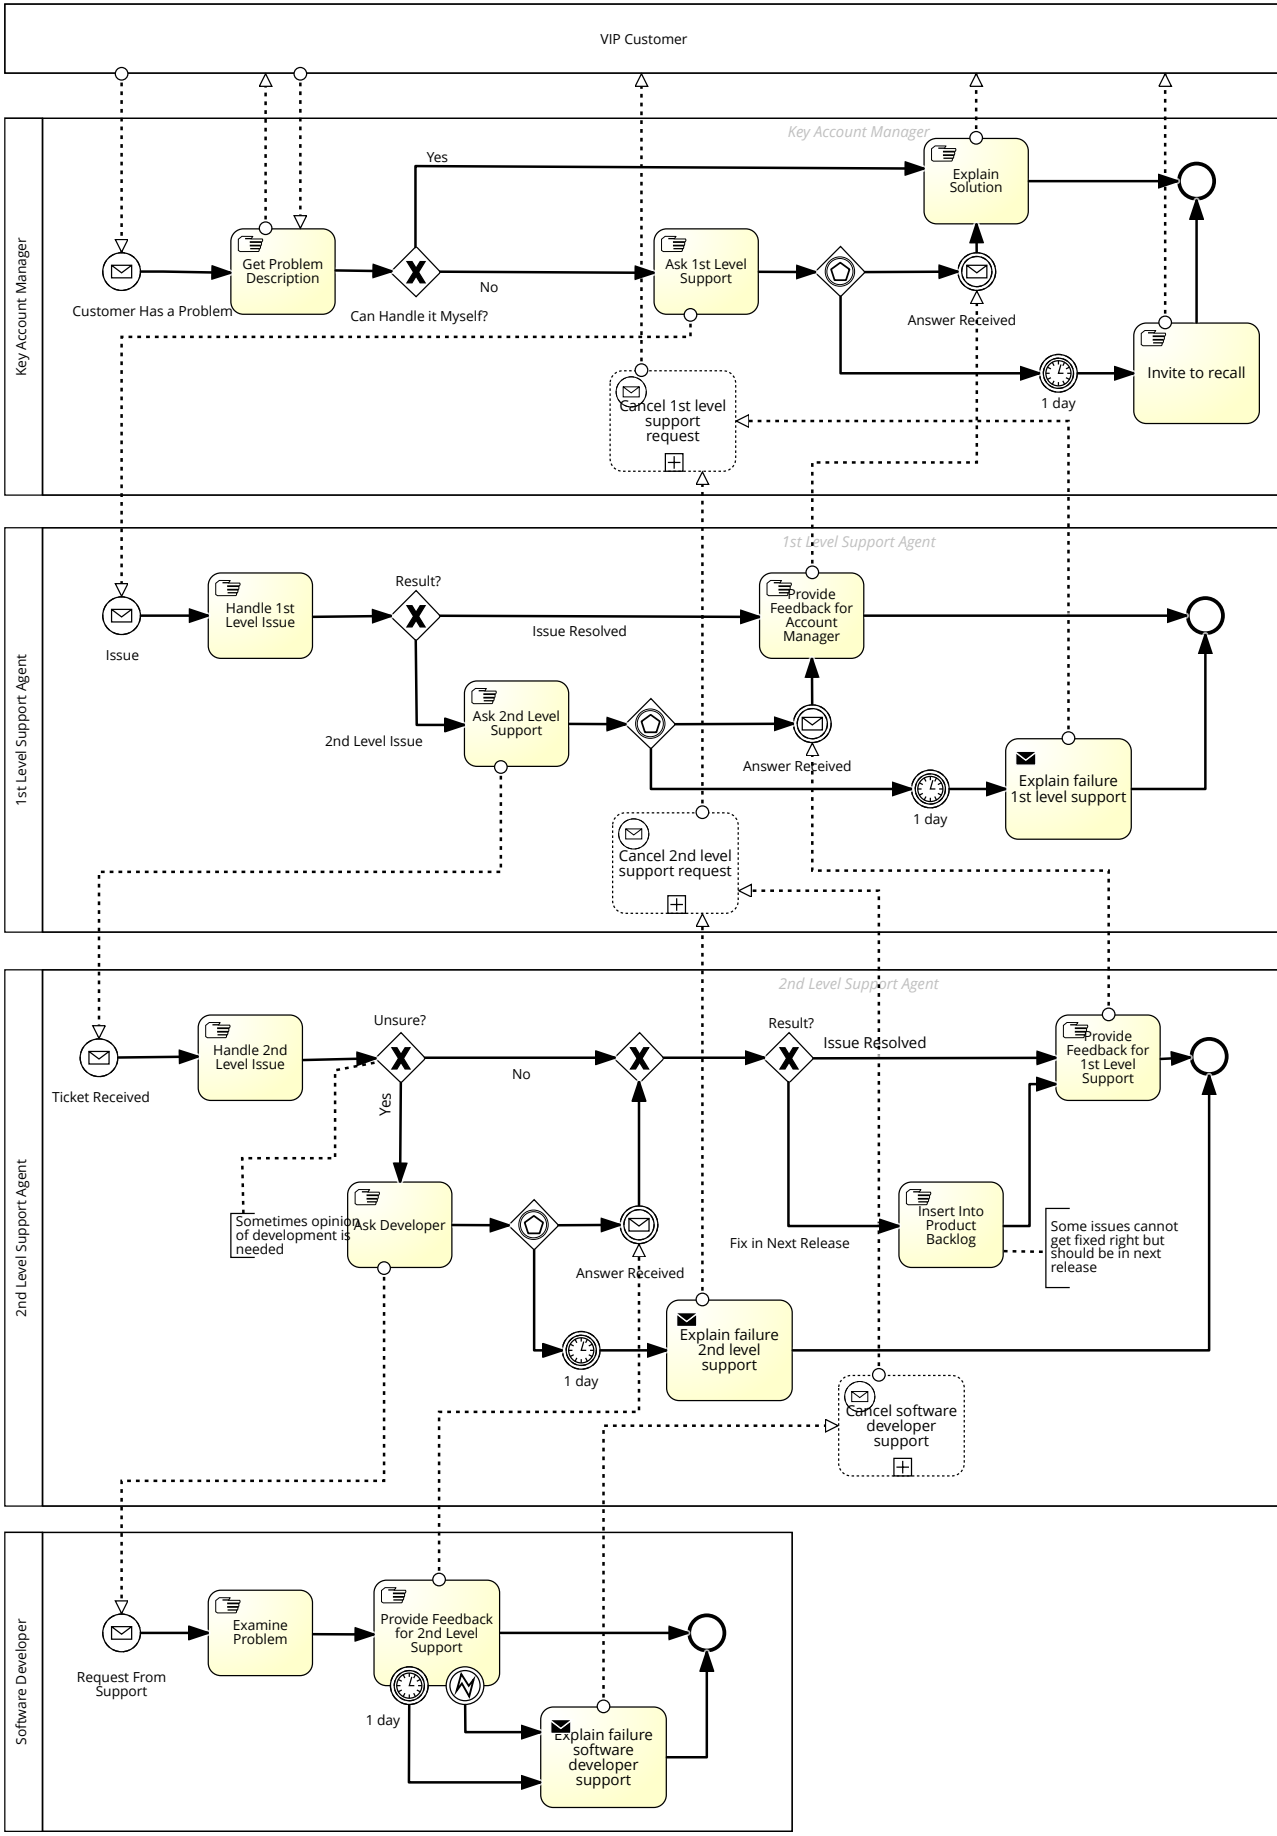 VIP Customer
Key Account Manager
Key Account Manager
Yes
Explain
Solution
Get Problem
Description
Ask 1st Level
Support
No
Customer Has a Problem
Can Handle it Myself?
Answer Received
Invite to recall
1 day
Cancel 1st level
support
request
1st Level Support Agent
1st Level Support Agent
Result?
Handle 1st
Level Issue
Provide
Feedback for
Account
Manager
Issue Resolved
Issue
Ask 2nd Level
Support
2nd Level Issue
Answer Received
Explain failure
1st level support
1 day
Cancel 2nd level
support request
2nd Level Support Agent
2nd Level Support Agent
Unsure?
Result?
Issue Resolved
Handle 2nd
Level Issue
Provide
Feedback for
1st Level
Support
No
Ticket Received
Yes
Sometimes opinion
of development is
needed
Ask Developer
Insert Into
Product
Backlog
Some issues cannot
get fixed right but
should be in next
release
Fix in Next Release
Answer Received
Explain failure
2nd level
support
1 day
Cancel software
developer
support
Software Developer
Examine
Problem
Provide Feedback
for 2nd Level
Support
Request From
Support
1 day
Explain failure
software
developer
support